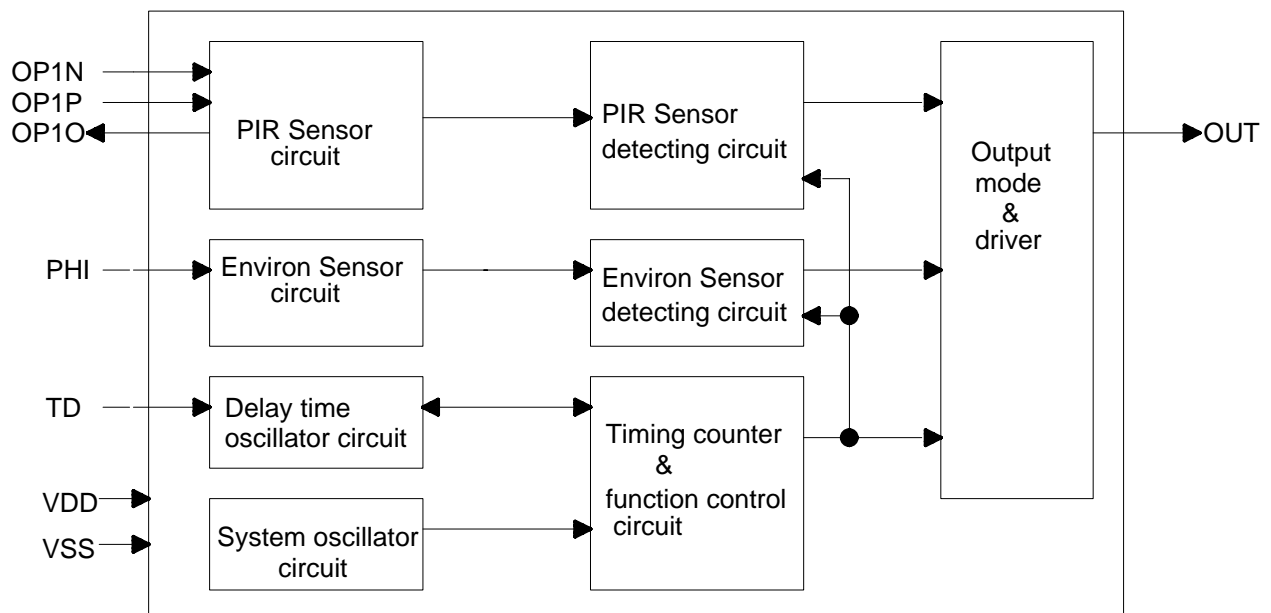 OP1N
OP1P
OP1O
PIR Sensor
circuit
PIR Sensor
detecting circuit
Output
mode
&
driver
OUT
PHI
Environ Sensor
circuit
Environ Sensor
detecting circuit
TD
Delay time
oscillator circuit
Timing counter
&
function control
circuit
VDD
VSS
System oscillator
circuit